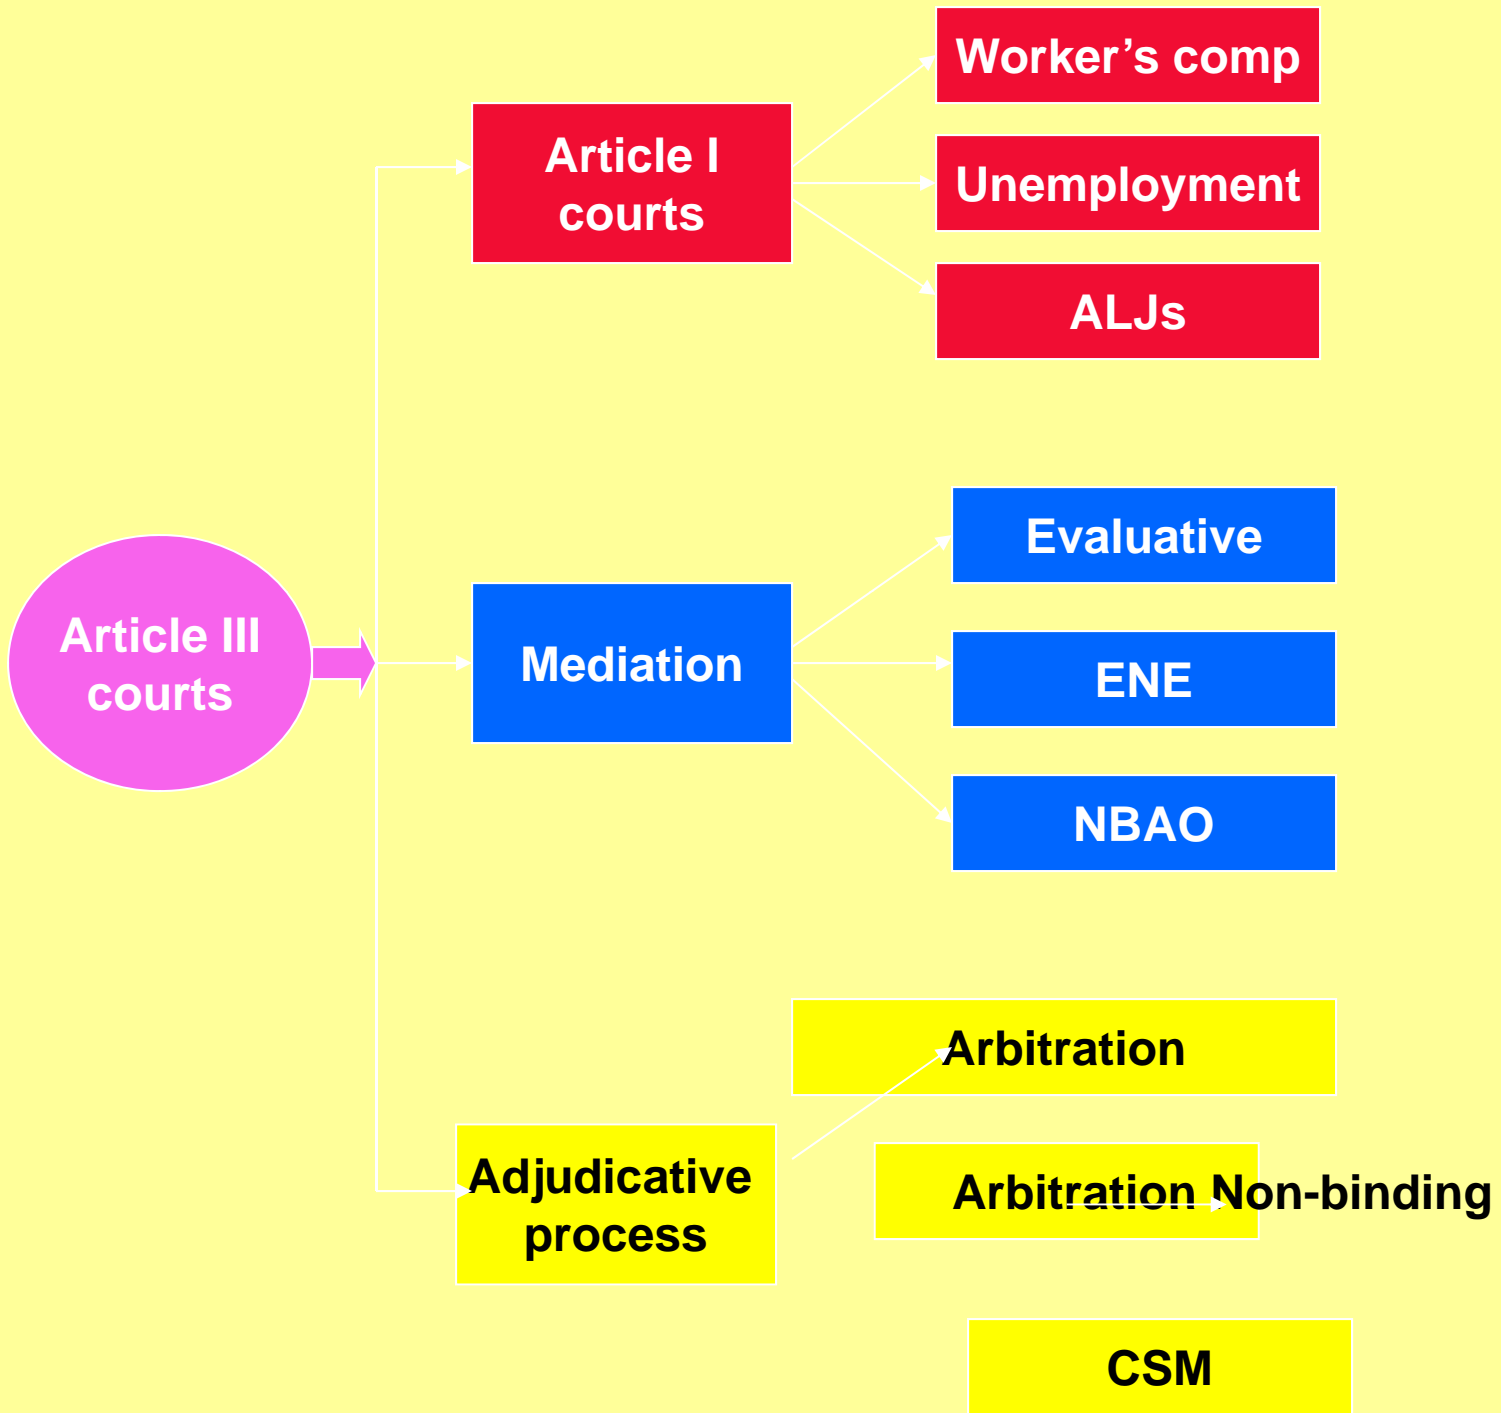 Worker’s comp
Article I
courts
Unemployment
ALJs
Evaluative
Article III
courts
Mediation
ENE
NBAO
Arbitration
Adjudicative
process
Arbitration Non-binding
CSM